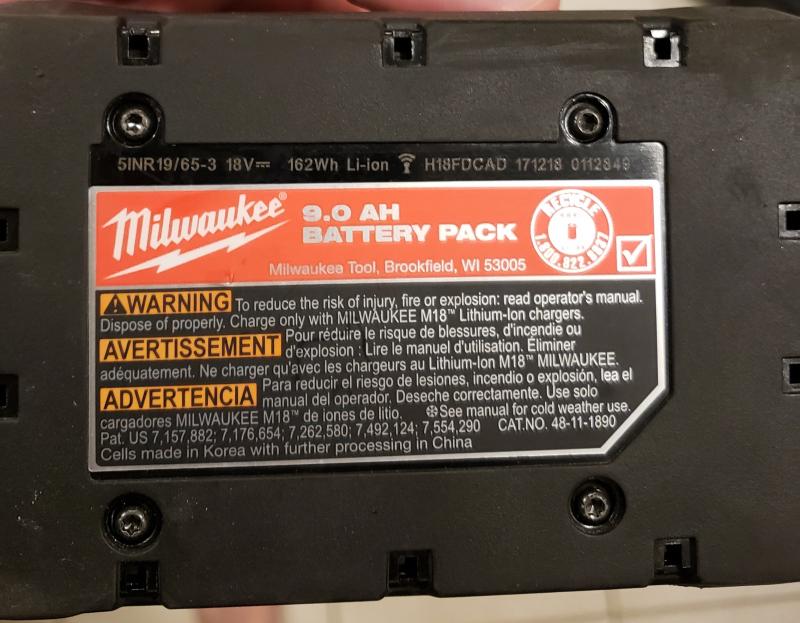 5INR19/65-3 18V⎓ 162Wh Li-ion H18FDCAD 171218 0112849
Milwaukee®
9.0 AH
BATTERY PACK
Milwaukee Tool, Brookfield, WI 53005
RECYCLE
1.800.822.8837
WARNING To reduce the risk of injury, fire or explosion: read operator's manual.
Dispose of properly. Charge only with MILWAUKEE M18™ Lithium-Ion chargers.
AVERTISSEMENT Pour réduire le risque de blessures, d'incendie ou
d'explosion : Lire le manuel d'utilisation. Éliminer
adéquatement. Ne charger qu'avec les chargeurs au Lithium-Ion M18™ MILWAUKEE.
ADVERTENCIA Para reducir el riesgo de lesiones, incendio o explosión, lea el
manual del operador. Deseche correctamente. Use solo
cargadores MILWAUKEE M18™ de iones de litio. ❄See manual for cold weather use.
Pat. US 7,157,882; 7,176,654; 7,262,580; 7,492,124; 7,554,290 CAT.NO. 48-11-1890
Cells made in Korea with further processing in China